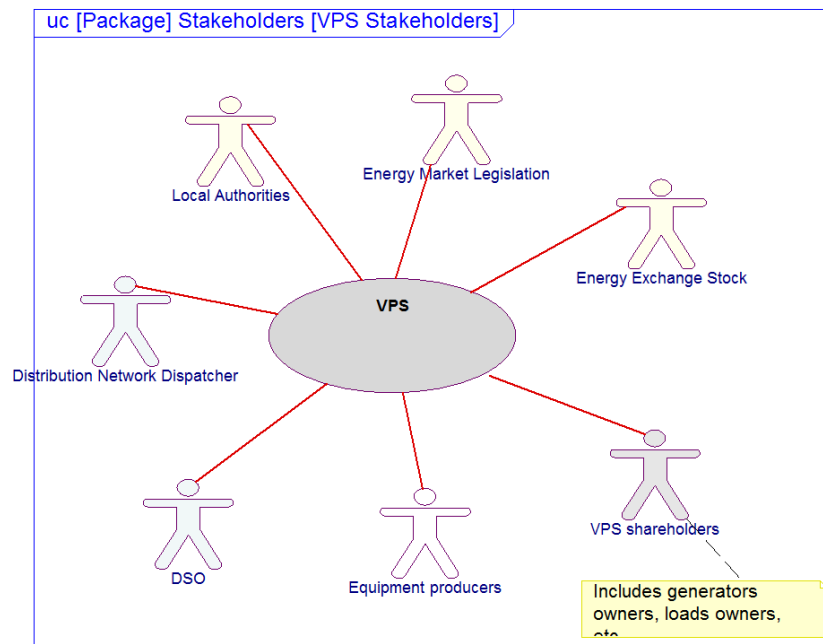 uc [Package] Stakeholders [VPS Stakeholders]
Energy Market Legislation
Local Authorities
Energy Exchange Stock
VPS
Distribution Network Dispatcher
VPS shareholders
DSO
Equipment producers
Includes generators
owners, loads owners,
etc.